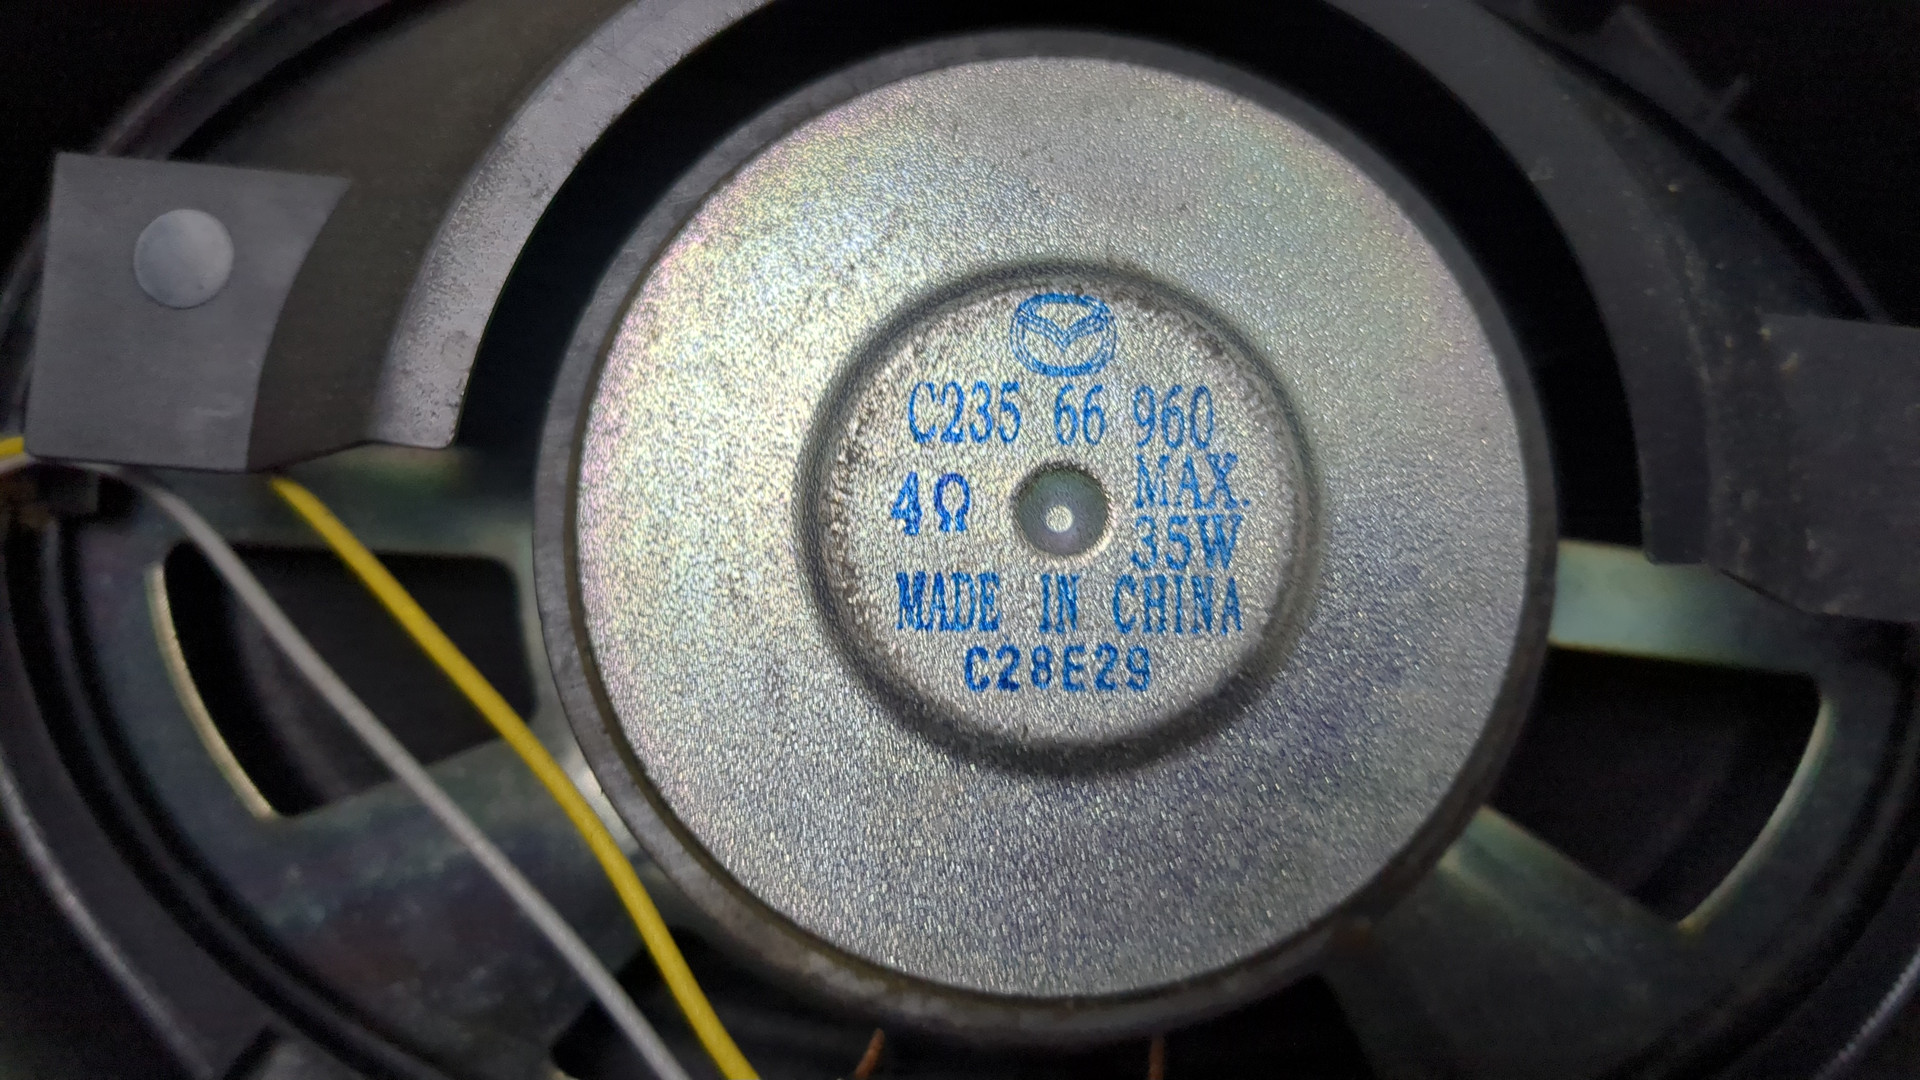 C235 66 960
4Ω MAX.
35W
MADE IN CHINA
C28E29